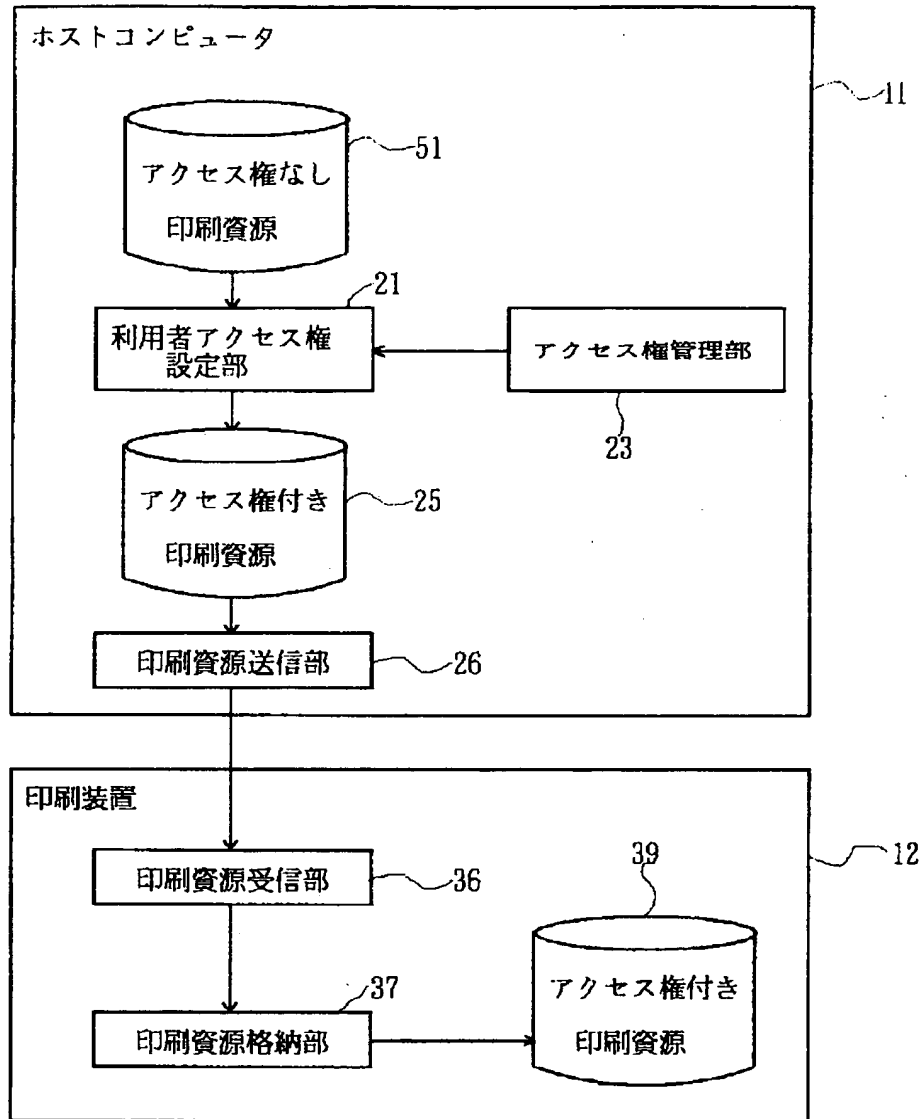 ホストコンピュータ
11
アクセス権なし
印刷資源
51
21
利用者アクセス権
設定部
アクセス権管理部
23
アクセス権付き
印刷資源
25
印刷資源送信部
26
印刷装置
12
印刷資源受信部
36
39
アクセス権付き
印刷資源
37
印刷資源格納部